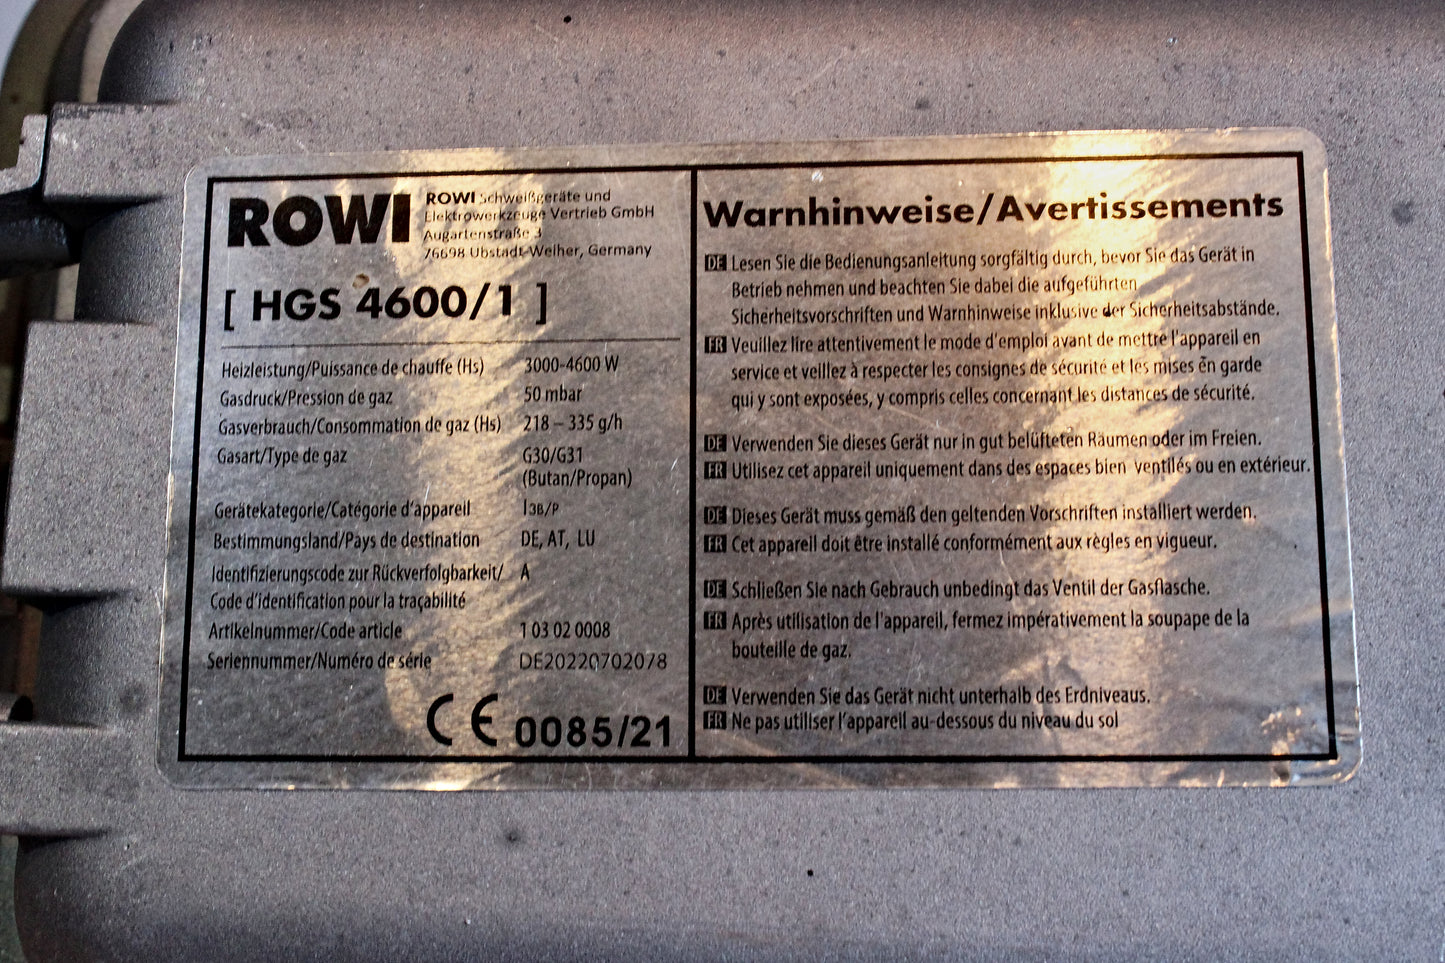 ROWI
ROWI Schweißgeräte und
Elektrowerkzeuge Vertrieb GmbH
Augartenstraße 3
76698 Ubstadt-Weiher, Germany
[ HGS 4600/1 ]
Heizleistung/Puissance de chauffe (Hs) 3000-4600 W
Gasdruck/Pression de gaz 50 mbar
Gasverbrauch/Consommation de gaz (Hs) 218 – 335 g/h
Gasart/Type de gaz G30/G31
(Butan/Propan)
Gerätekategorie/Catégorie d'appareil I3B/P
Bestimmungsland/Pays de destination DE, AT, LU
Identifizierungscode zur Rückverfolgbarkeit/ A
Code d'identification pour la traçabilité
Artikelnummer/Code article 1 03 02 0008
Seriennummer/Numéro de série DE20220702078
CE 0085/21
Warnhinweise/Avertissements
DE Lesen Sie die Bedienungsanleitung sorgfältig durch, bevor Sie das Gerät in
Betrieb nehmen und beachten Sie dabei die aufgeführten
Sicherheitsvorschriften und Warnhinweise inklusive der Sicherheitsabstände.
FR Veuillez lire attentivement le mode d'emploi avant de mettre l'appareil en
service et veillez à respecter les consignes de sécurité et les mises en garde
qui y sont exposées, y compris celles concernant les distances de sécurité.
DE Verwenden Sie dieses Gerät nur in gut belüfteten Räumen oder im Freien.
FR Utilisez cet appareil uniquement dans des espaces bien ventilés ou en extérieur.
DE Dieses Gerät muss gemäß den geltenden Vorschriften installiert werden.
FR Cet appareil doit être installé conformément aux règles en vigueur.
DE Schließen Sie nach Gebrauch unbedingt das Ventil der Gasflasche.
FR Après utilisation de l'appareil, fermez impérativement la soupape de la
bouteille de gaz.
DE Verwenden Sie das Gerät nicht unterhalb des Erdniveaus.
FR Ne pas utiliser l'appareil au-dessous du niveau du sol